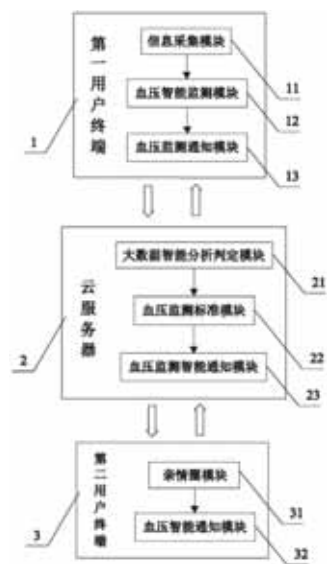 第一用户终端
信息采集模块
11
血压智能监测模块
12
血压监测通知模块
13
1
云服务器
大数据智能分析判定模块
21
血压监测标准模块
22
血压监测智能通知模块
23
2
第二用户终端
亲情圈模块
31
血压智能通知模块
32
3